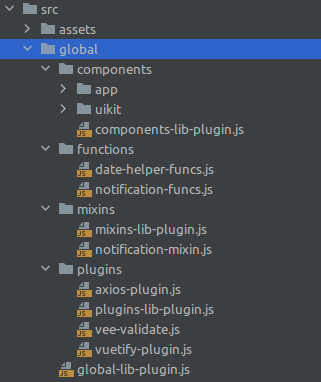 src
assets
global
components
app
uikit
components-lib-plugin.js
functions
date-helper-funcs.js
notification-funcs.js
mixins
mixins-lib-plugin.js
notification-mixin.js
plugins
axios-plugin.js
plugins-lib-plugin.js
vee-validate.js
vuetify-plugin.js
global-lib-plugin.js